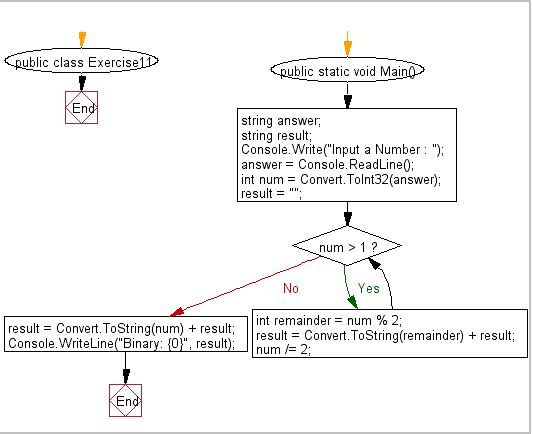 public class Exercise11
End
public static void Main()
string answer;
string result;
Console.Write("Input a Number : ");
answer = Console.ReadLine();
int num = Convert.ToInt32(answer);
result = "";
num > 1 ?
No
Yes
result = Convert.ToString(num) + result;
Console.WriteLine("Binary: {0}", result);
int remainder = num % 2;
result = Convert.ToString(remainder) + result;
num /= 2;
End